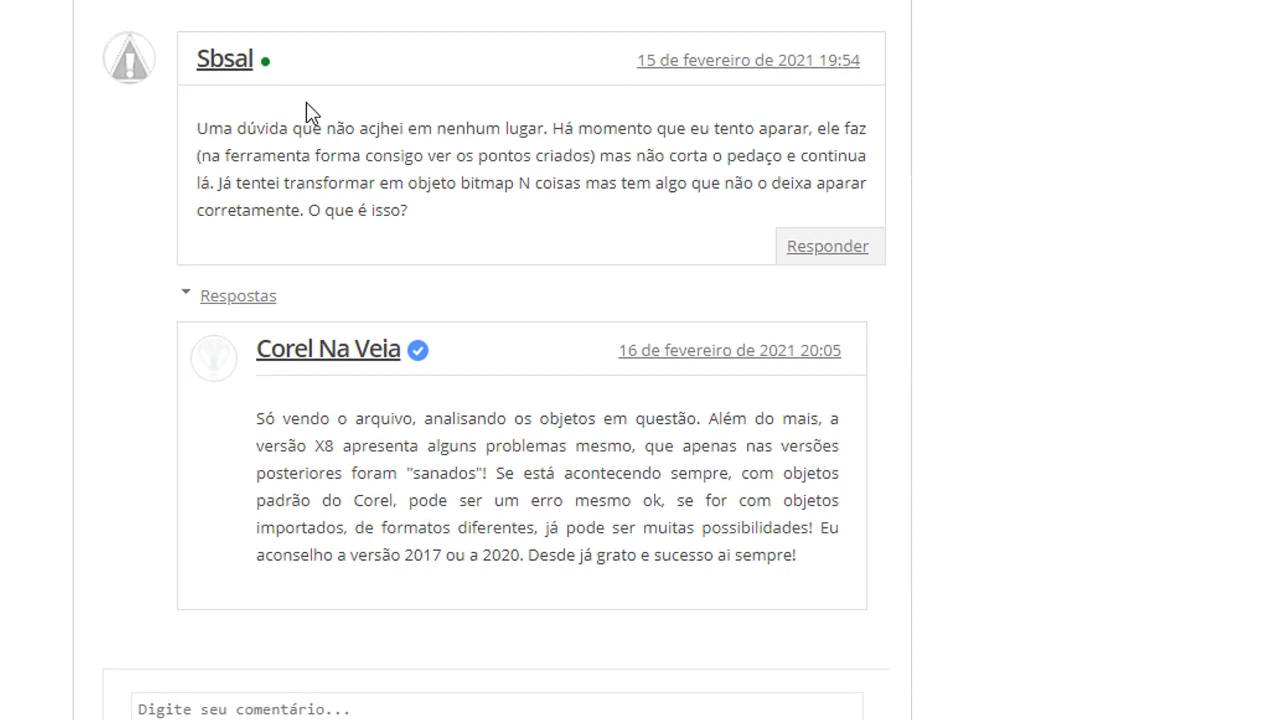 Sbsal
15 de fevereiro de 2021 19:54
Uma dúvida que não acjhei em nenhum lugar. Há momento que eu tento aparar, ele faz
(na ferramenta forma consigo ver os pontos criados) mas não corta o pedaço e continua
lá. Já tentei transformar em objeto bitmap N coisas mas tem algo que não o deixa aparar
corretamente. O que é isso?
Responder
Respostas
Corel Na Veia
16 de fevereiro de 2021 20:05
Só vendo o arquivo, analisando os objetos em questão. Além do mais, a
versão X8 apresenta alguns problemas mesmo, que apenas nas versões
posteriores foram "sanados"! Se está acontecendo sempre, com objetos
padrão do Corel, pode ser um erro mesmo ok, se for com objetos
importados, de formatos diferentes, já pode ser muitas possibilidades! Eu
aconselho a versão 2017 ou a 2020. Desde já grato e sucesso ai sempre!
Digite seu comentário...